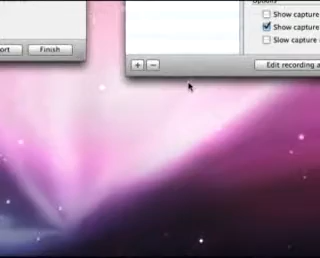 Options
Show capture
Show capture
Slow capture
ort
Finish
Edit recording a